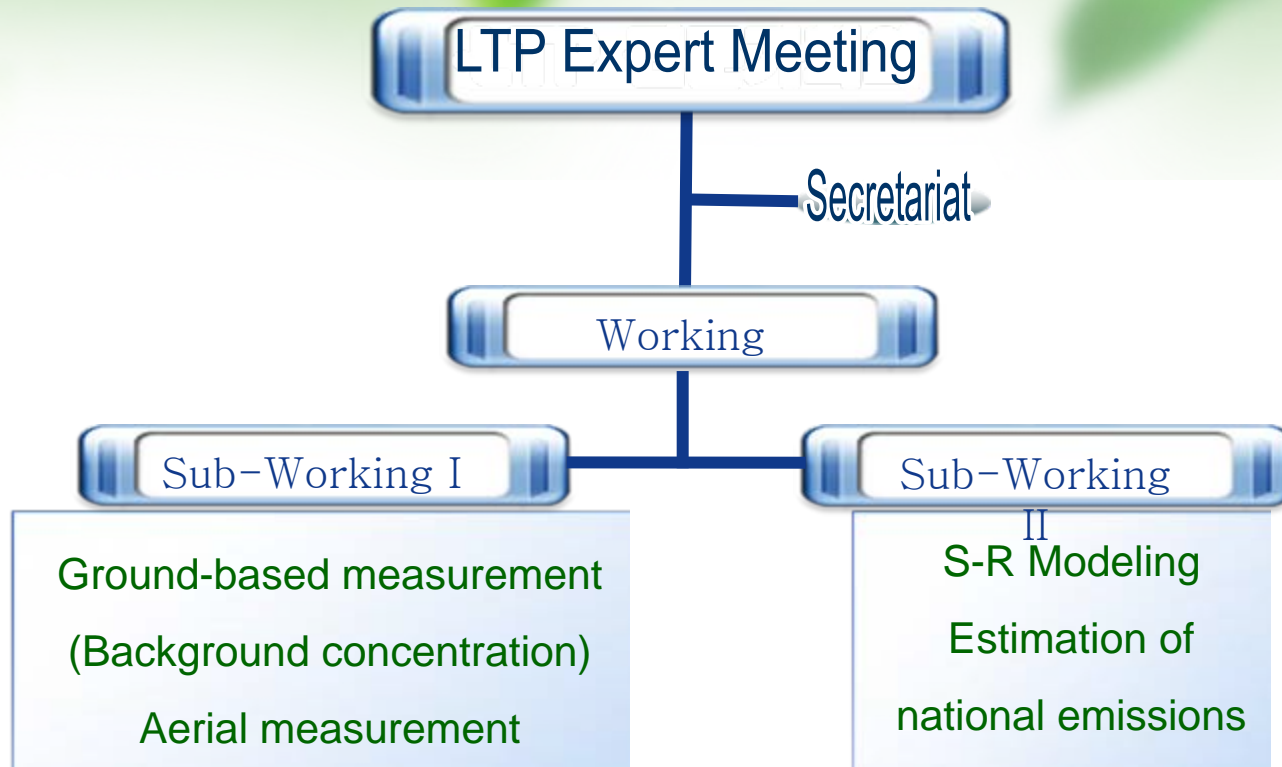 LTP Expert Meeting
Secretariat
Working
Sub-Working I
Ground-based measurement
(Background concentration)
Aerial measurement
Sub-Working
II
S-R Modeling
Estimation of
national emissions